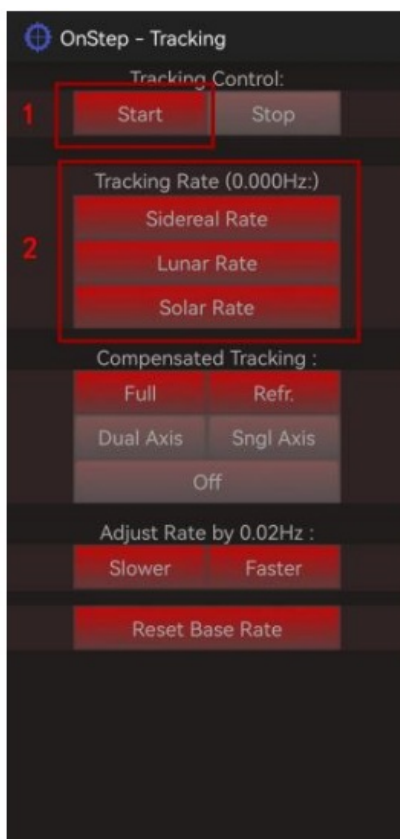 OnStep – Tracking
Tracking Control:
1
Start Stop
Tracking Rate (0.000Hz:)
Sidereal Rate
2
Lunar Rate
Solar Rate
Compensated Tracking :
Full Refr.
Dual Axis Sngl Axis
Off
Adjust Rate by 0.02Hz :
Slower Faster
Reset Base Rate